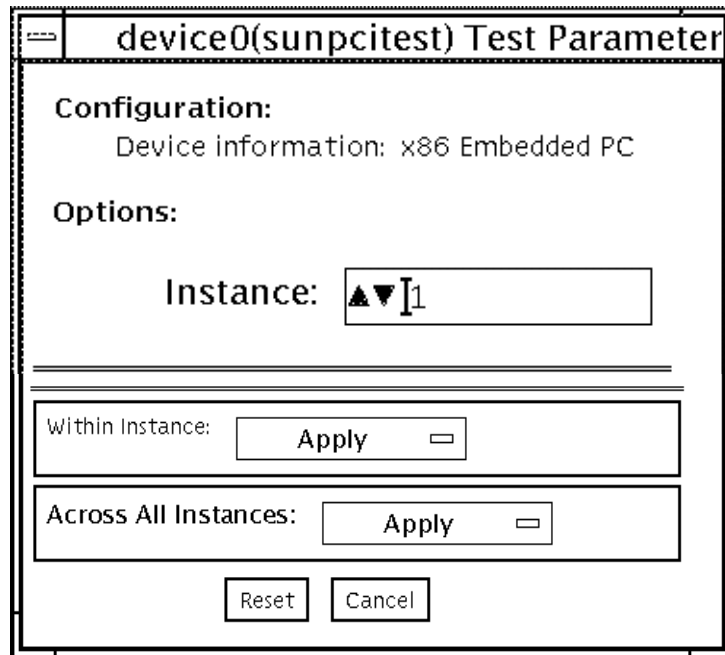 device0(sunpcitest) Test Parameter
Configuration:
Device information: x86 Embedded PC
Options:
Instance: ▲▼ 1
Within Instance: Apply
Across All Instances: Apply
Reset Cancel